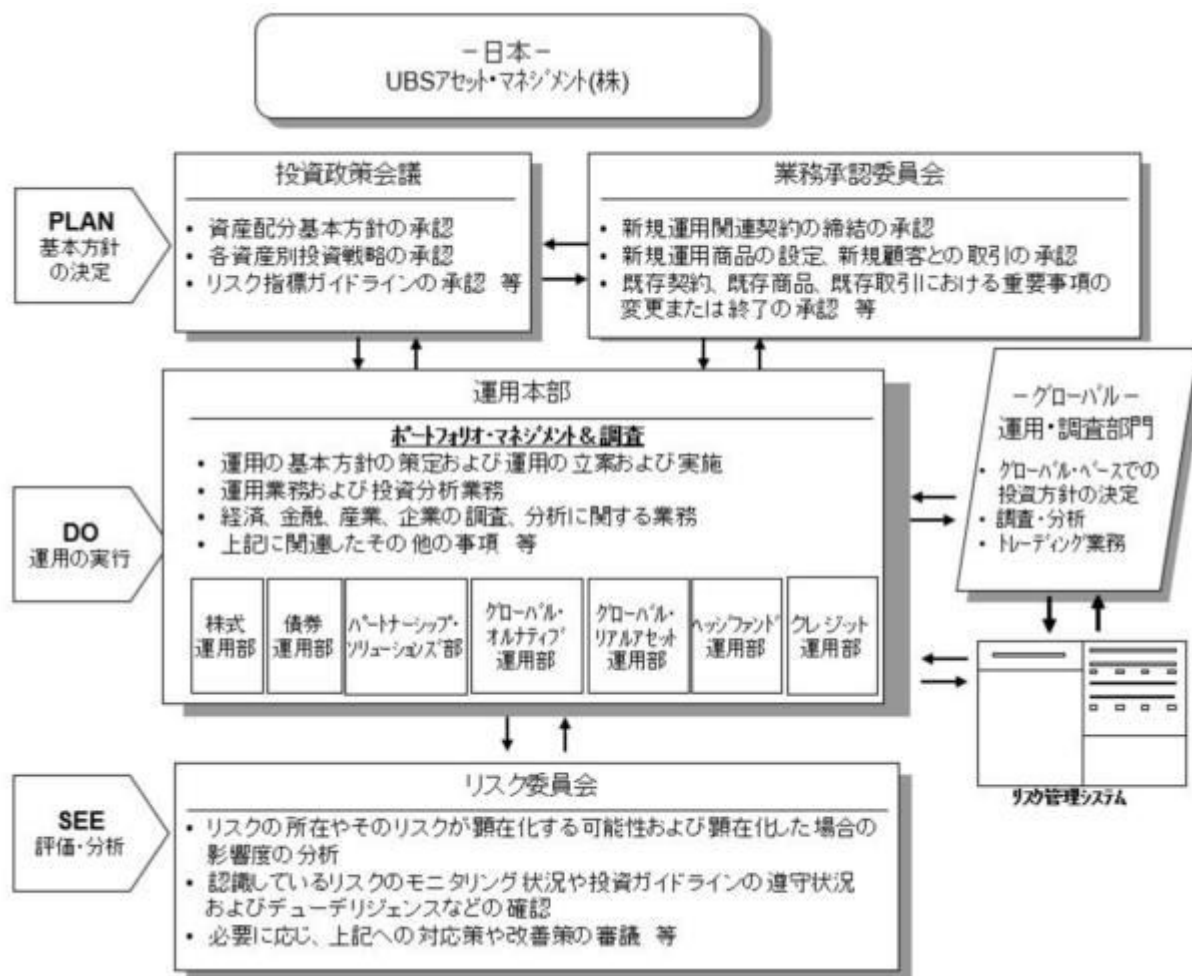 －日本－
UBSアセット・マネジメント(株)
PLAN
基本方針
の決定
投資政策会議
• 資産配分基本方針の承認
• 各資産別投資戦略の承認
• リスク指標ガイドラインの承認 等
業務承認委員会
• 新規運用関連契約の締結の承認
• 新規運用商品の設定、新規顧客との取引の承認
• 既存契約、既存商品、既存取引における重要事項の
変更または終了の承認 等
DO
運用の実行
運用本部
ポートフォリオ・マネジメント＆調査
• 運用の基本方針の策定および運用の立案および実施
• 運用業務および投資分析業務
• 経済、金融、産業、企業の調査、分析に関する業務
• 上記に関連したその他の事項 等
株式
運用部
債券
運用部
パートナーシップ・
ソリューションズ部
グローバル・
オルナティブ
運用部
グローバル・
リアルアセット
運用部
ヘッジファンド
運用部
クレジット
運用部
－グローバル－
運用・調査部門
• グローバル・ベースでの
投資方針の決定
• 調査・分析
• トレーディング業務
リスク管理システム
SEE
評価・分析
リスク委員会
• リスクの所在やそのリスクが顕在化する可能性および顕在化した場合の
影響度の分析
• 認識しているリスクのモニタリング状況や投資ガイドラインの遵守状況
およびデューデリジェンスなどの確認
• 必要に応じ、上記への対応策や改善策の審議 等